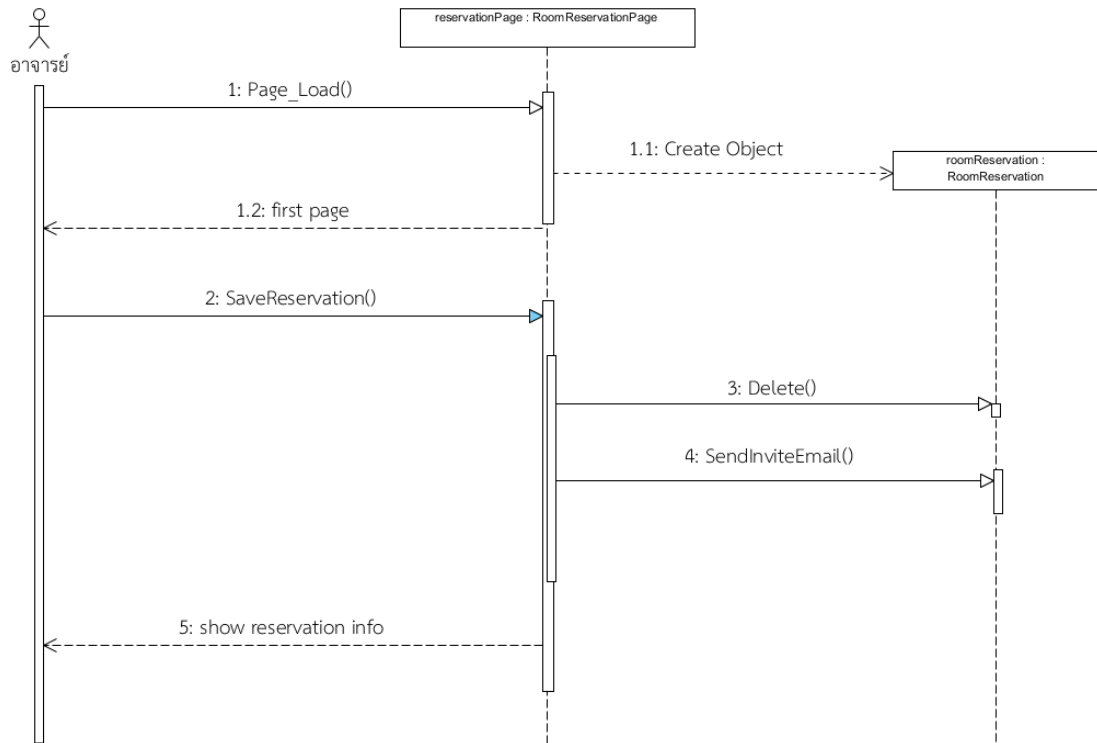 reservationPage : RoomReservationPage
อาจารย์
1: Page_Load()
1.1: Create Object
roomReservation :
RoomReservation
1.2: first page
2: SaveReservation()
3: Delete()
4: SendInviteEmail()
5: show reservation info